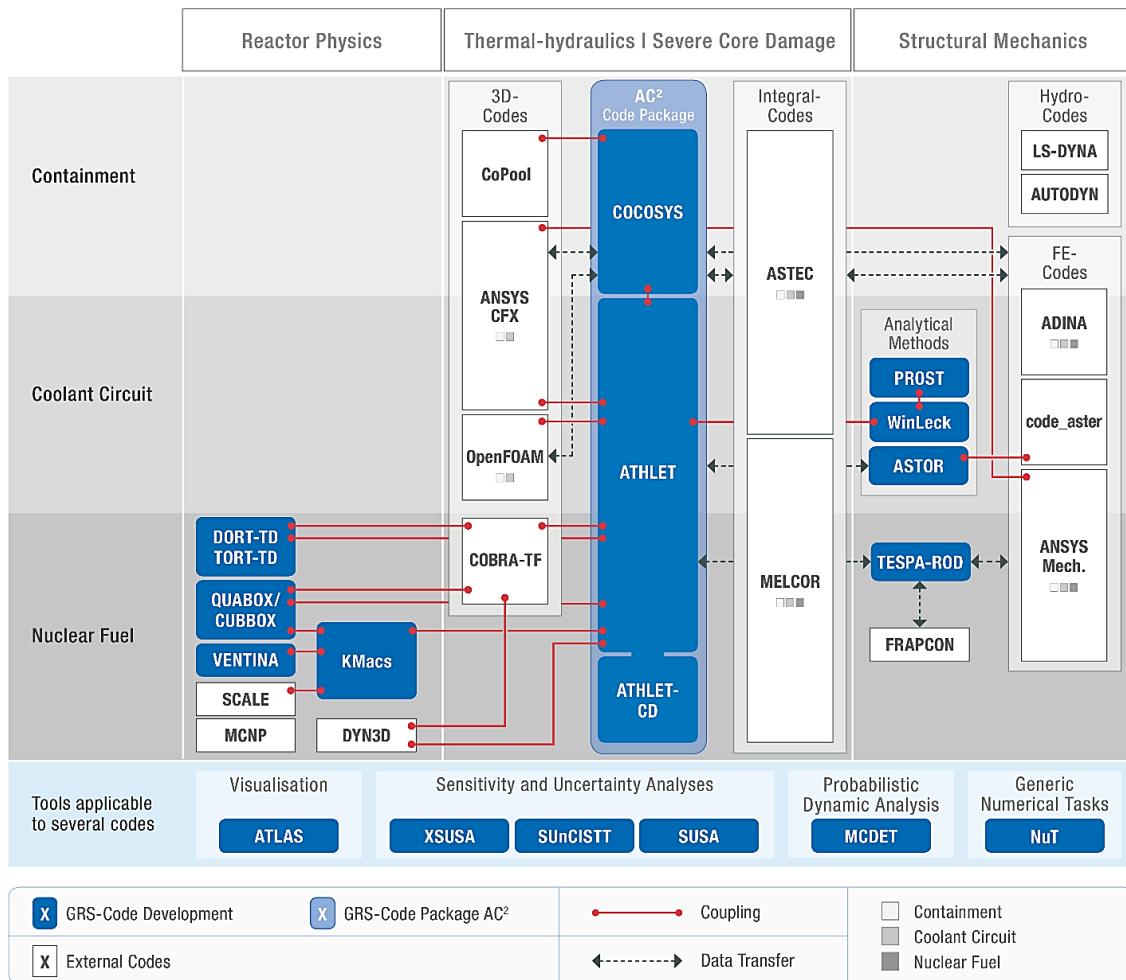 Reactor Physics
Thermal-hydraulics I Severe Core Damage
Structural Mechanics
Containment
Coolant Circuit
Nuclear Fuel
3D-
Codes
CoPool
ANSYS
CFX
OpenFOAM
COBRA-TF
AC²
Code Package
COCOSYS
ATHLET
ATHLET-
CD
Integral-
Codes
ASTEC
MELCOR
Hydro-
Codes
LS-DYNA
AUTODYN
FE-
Codes
ADINA
code_aster
ANSYS
Mech.
Analytical
Methods
PROST
WinLeck
ASTOR
TESPA-ROD
FRAPCON
DORT-TD
TORT-TD
QUABOX/
CUBBOX
VENTINA
SCALE
MCNP
KMacs
DYN3D
Tools applicable
to several codes
Visualisation
ATLAS
Sensitivity and Uncertainty Analyses
XSUSA
SUnCISTT
SUSA
Probabilistic
Dynamic Analysis
MCDET
Generic
Numerical Tasks
NuT
X GRS-Code Development
X GRS-Code Package AC²
X External Codes
Coupling
Data Transfer
Containment
Coolant Circuit
Nuclear Fuel